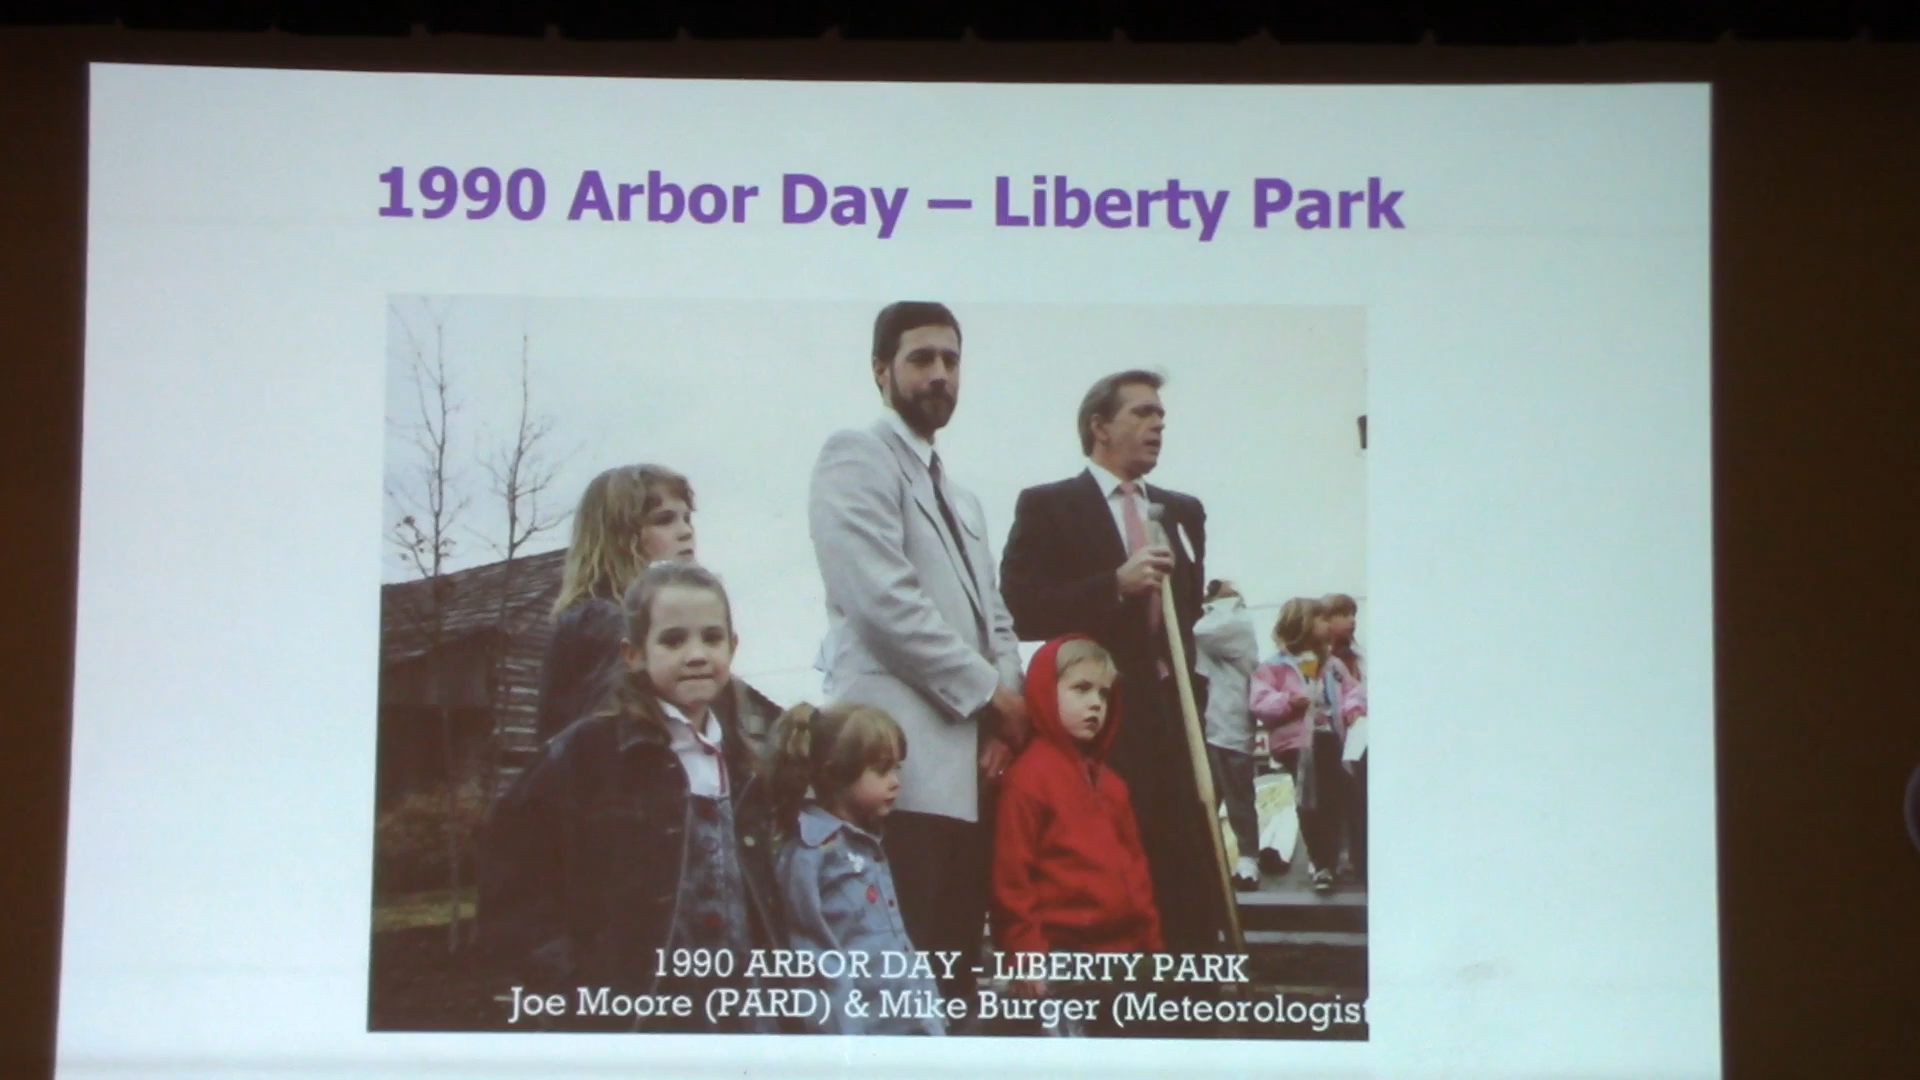 1990 Arbor Day – Liberty Park
1990 ARBOR DAY - LIBERTY PARK
Joe Moore (PARD) & Mike Burger (Meteorologist